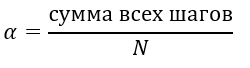 α = сумма всех шагов / N